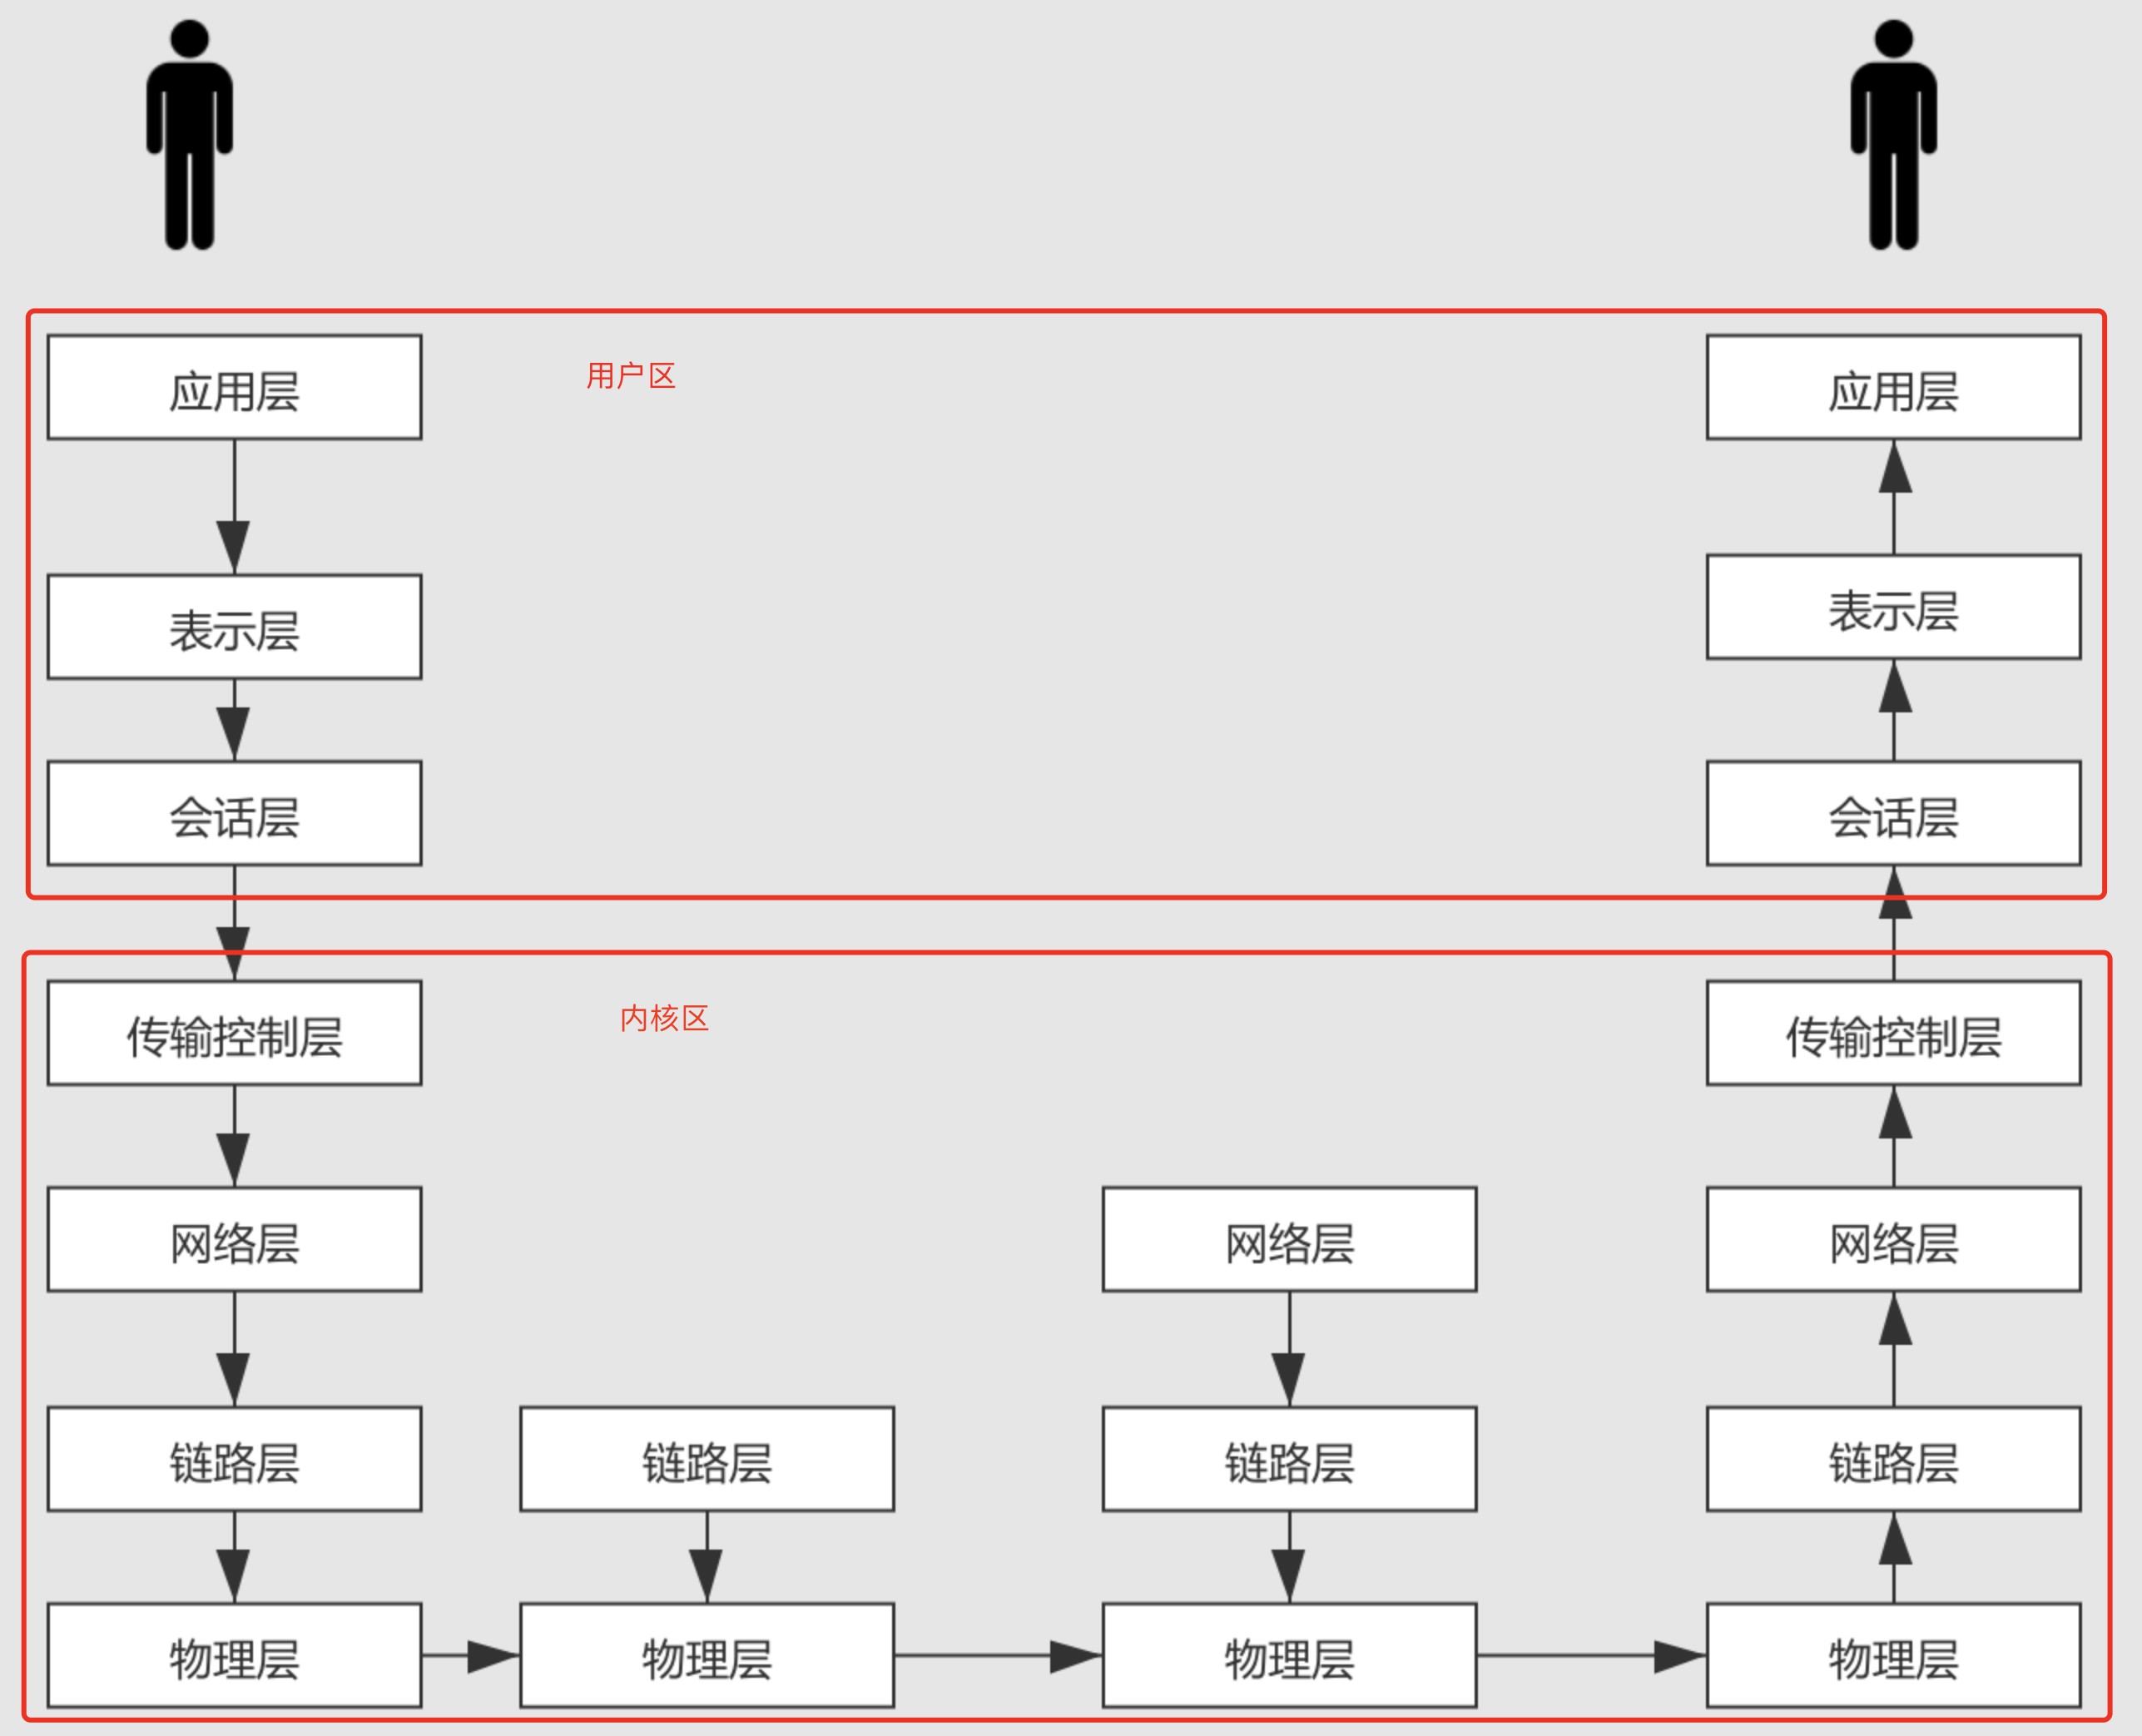 用户区
应用层
应用层
表示层
表示层
会话层
会话层
内核区
传输控制层
传输控制层
网络层
网络层
网络层
链路层
链路层
链路层
链路层
物理层
物理层
物理层
物理层